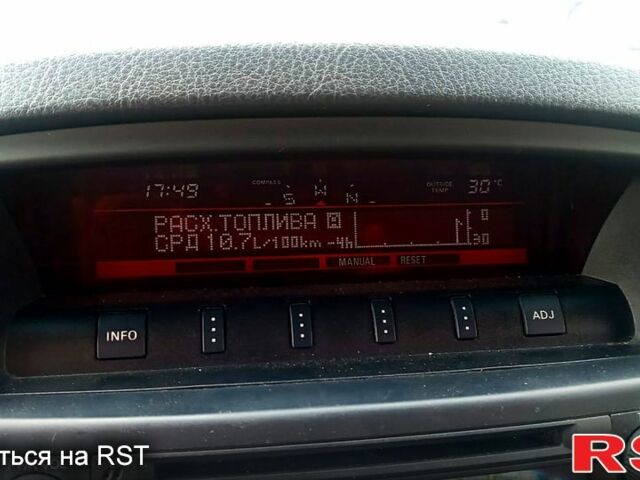 17:49 COMPASS S W N OUTSIDE TEMP 30°C
РАСХ.ТОПЛИВА 0
СРД 10.7L/100km -4h 30
MANUAL RESET
INFO ADJ
ться на RST
RS